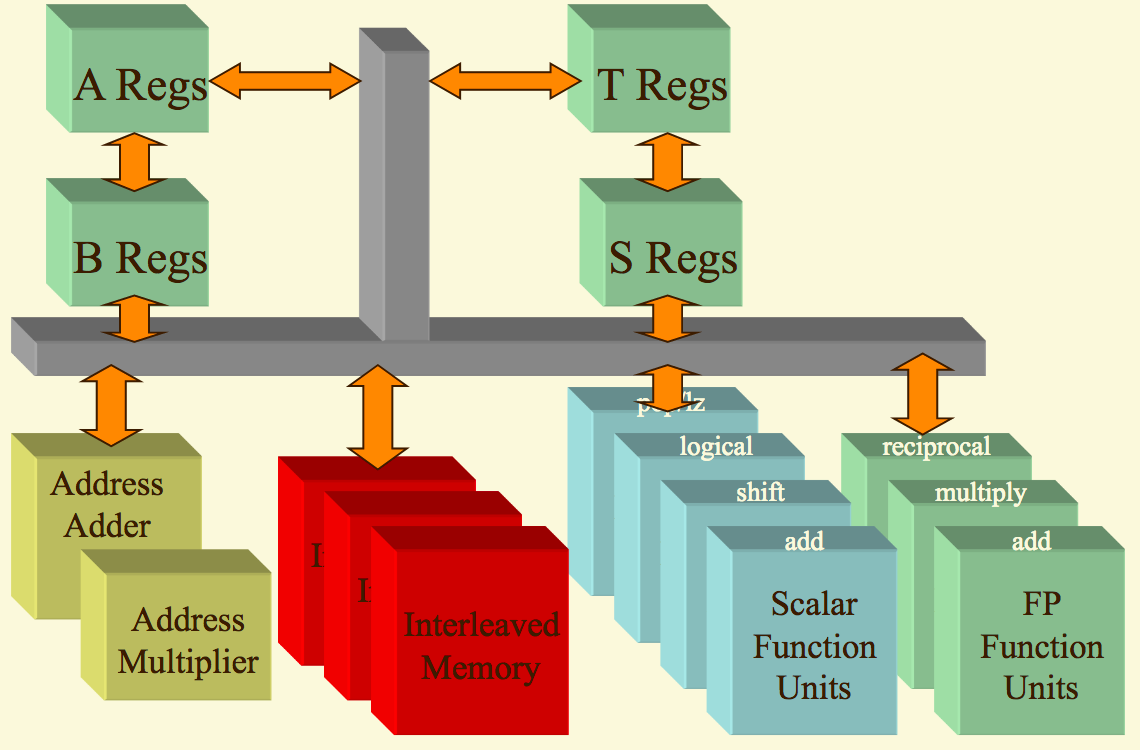 A Regs
T Regs
B Regs
S Regs
pop/lz
logical
shift
add
reciprocal
multiply
add
Address
Adder
Address
Multiplier
Interleaved
Memory
Scalar
Function
Units
FP
Function
Units